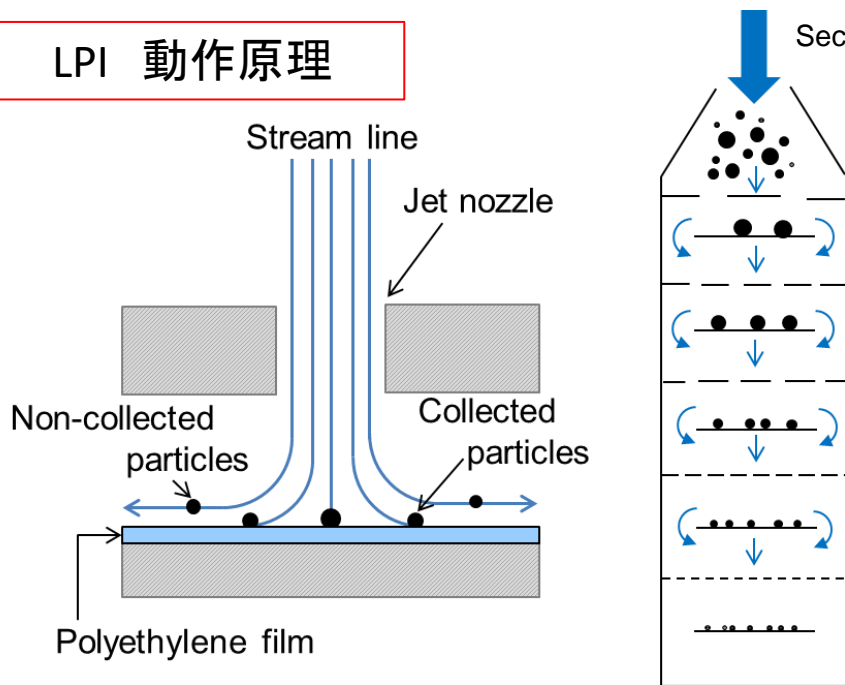 LPI 動作原理
Sec
Stream line
Jet nozzle
Non-collected
particles
Collected
particles
Polyethylene film